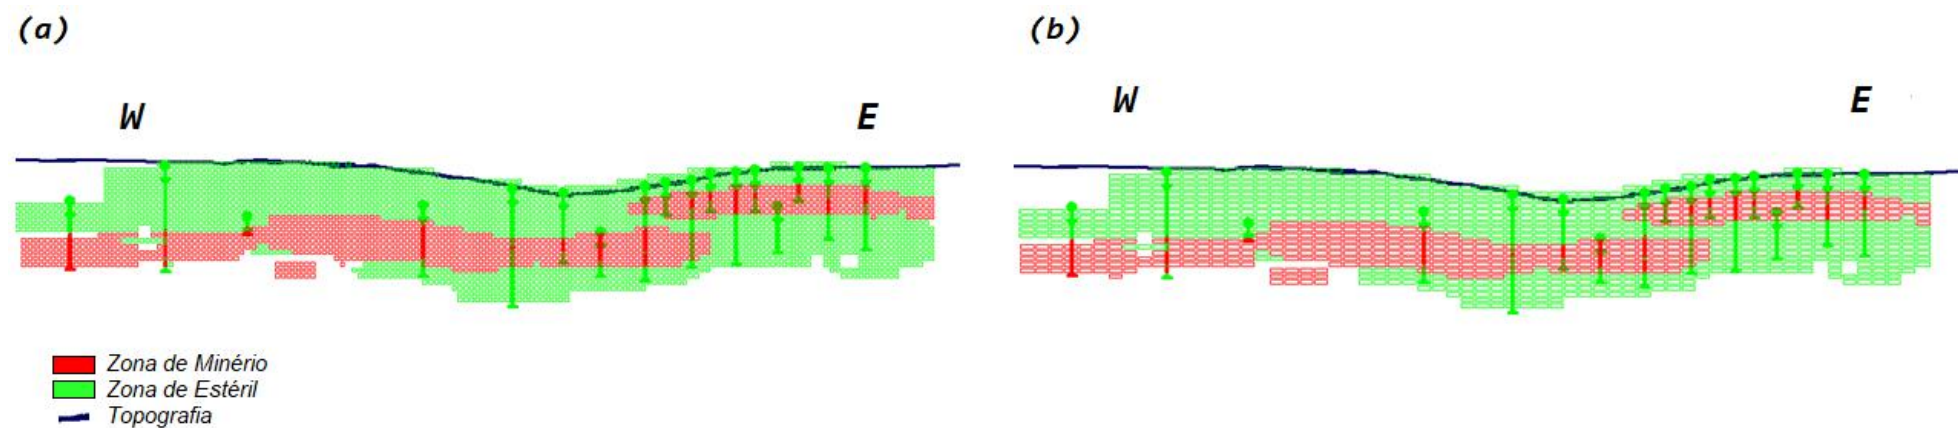 (a)
(b)
W
E
W
E
Zona de Minério
Zona de Estéril
Topografia